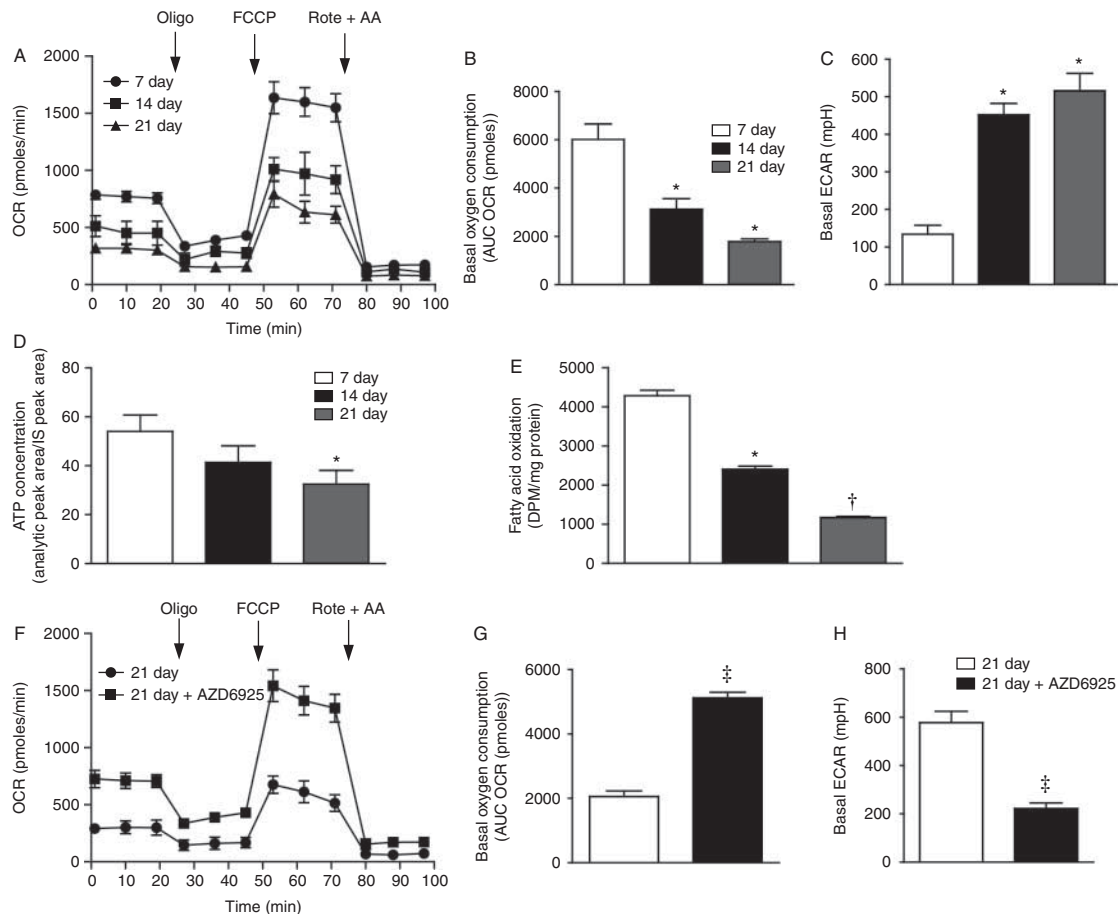 Oligo FCCP Rote + AA
A
2000
1500
1000
500
0
OCR (pmoles/min)
7 day
14 day
21 day
0 10 20 30 40 50 60 70 80 90 100
Time (min)
B
8000
6000
4000
2000
0
Basal oxygen consumption
(AUC OCR (pmoles))
7 day
14 day
21 day
*
*
C
600
500
400
300
200
100
0
Basal ECAR (mpH)
*
*
D
80
60
40
20
0
ATP concentration
(analytic peak area/IS peak area)
7 day
14 day
21 day
*
E
5000
4000
3000
2000
1000
0
Fatty acid oxidation
(DPM/mg protein)
*
†
Oligo FCCP Rote + AA
F
2000
1500
1000
500
0
OCR (pmoles/min)
21 day
21 day + AZD6925
0 10 20 30 40 50 60 70 80 90 100
Time (min)
G
6000
4000
2000
0
Basal oxygen consumption
(AUC OCR (pmoles))
‡
H
800
600
400
200
0
Basal ECAR (mpH)
21 day
21 day + AZD6925
‡